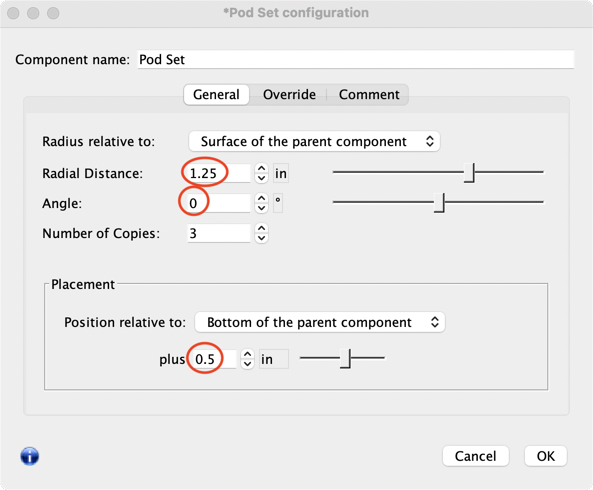 *Pod Set configuration
Component name: Pod Set
General Override Comment
Radius relative to: Surface of the parent component
Radial Distance: 1.25 in
Angle: 0 °
Number of Copies: 3
Placement
Position relative to: Bottom of the parent component
plus 0.5 in
i
Cancel OK